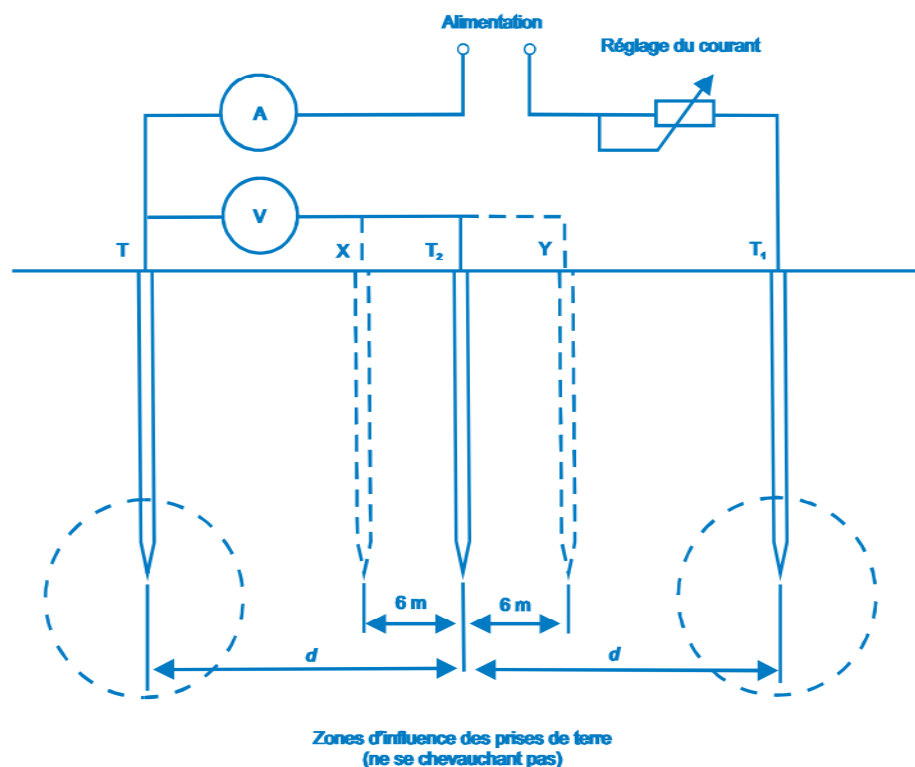 Alimentation
Réglage du courant
A
V
T
X
T₂
Y
T₁
6 m
6 m
d
d
Zones d'influence des prises de terre
(ne se chevauchant pas)